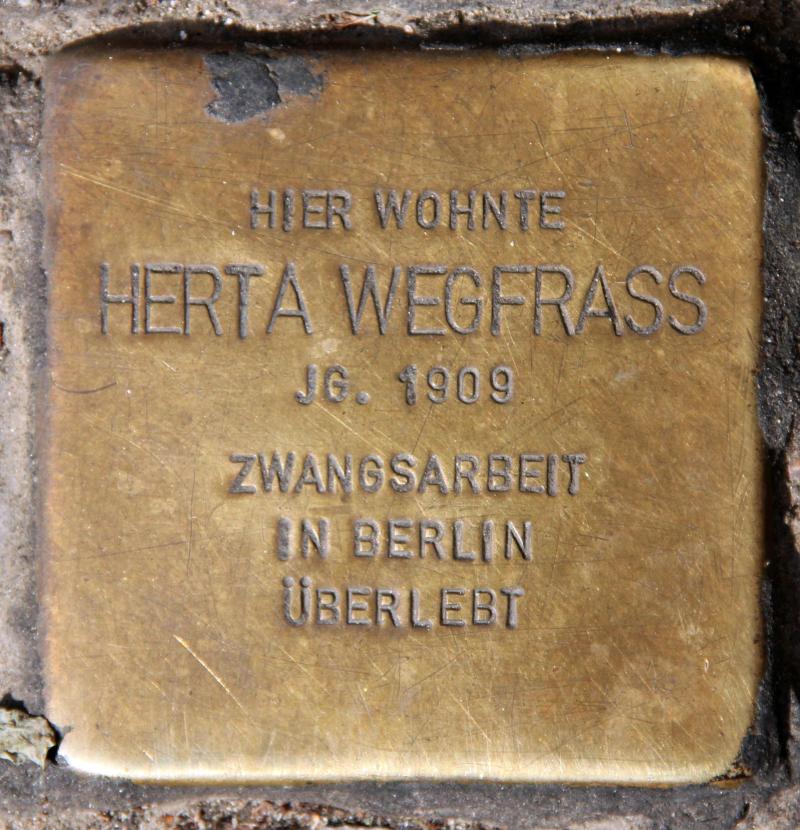 HIER WOHNTE
HERTA WEGFRASS
JG. 1909
ZWANGSARBEIT
IN BERLIN
ÜBERLEBT